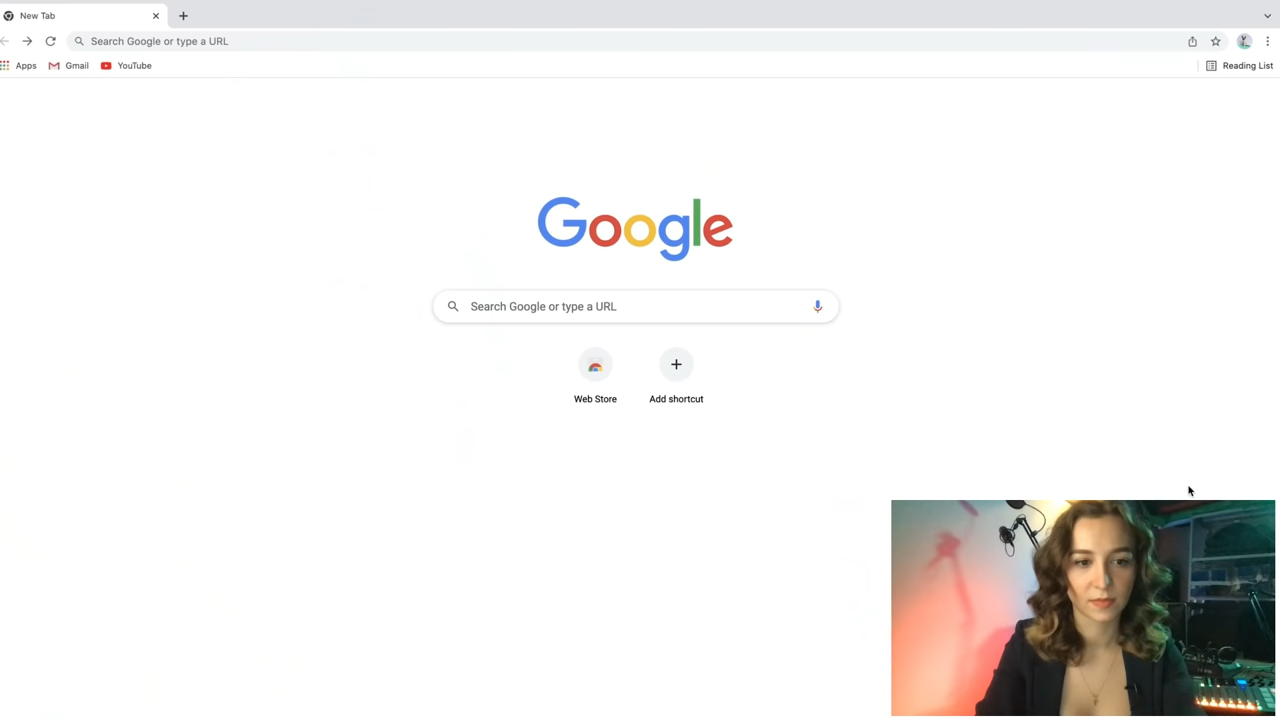 New Tab
Search Google or type a URL
Apps Gmail YouTube Reading List
Google
Search Google or type a URL
Web Store Add shortcut